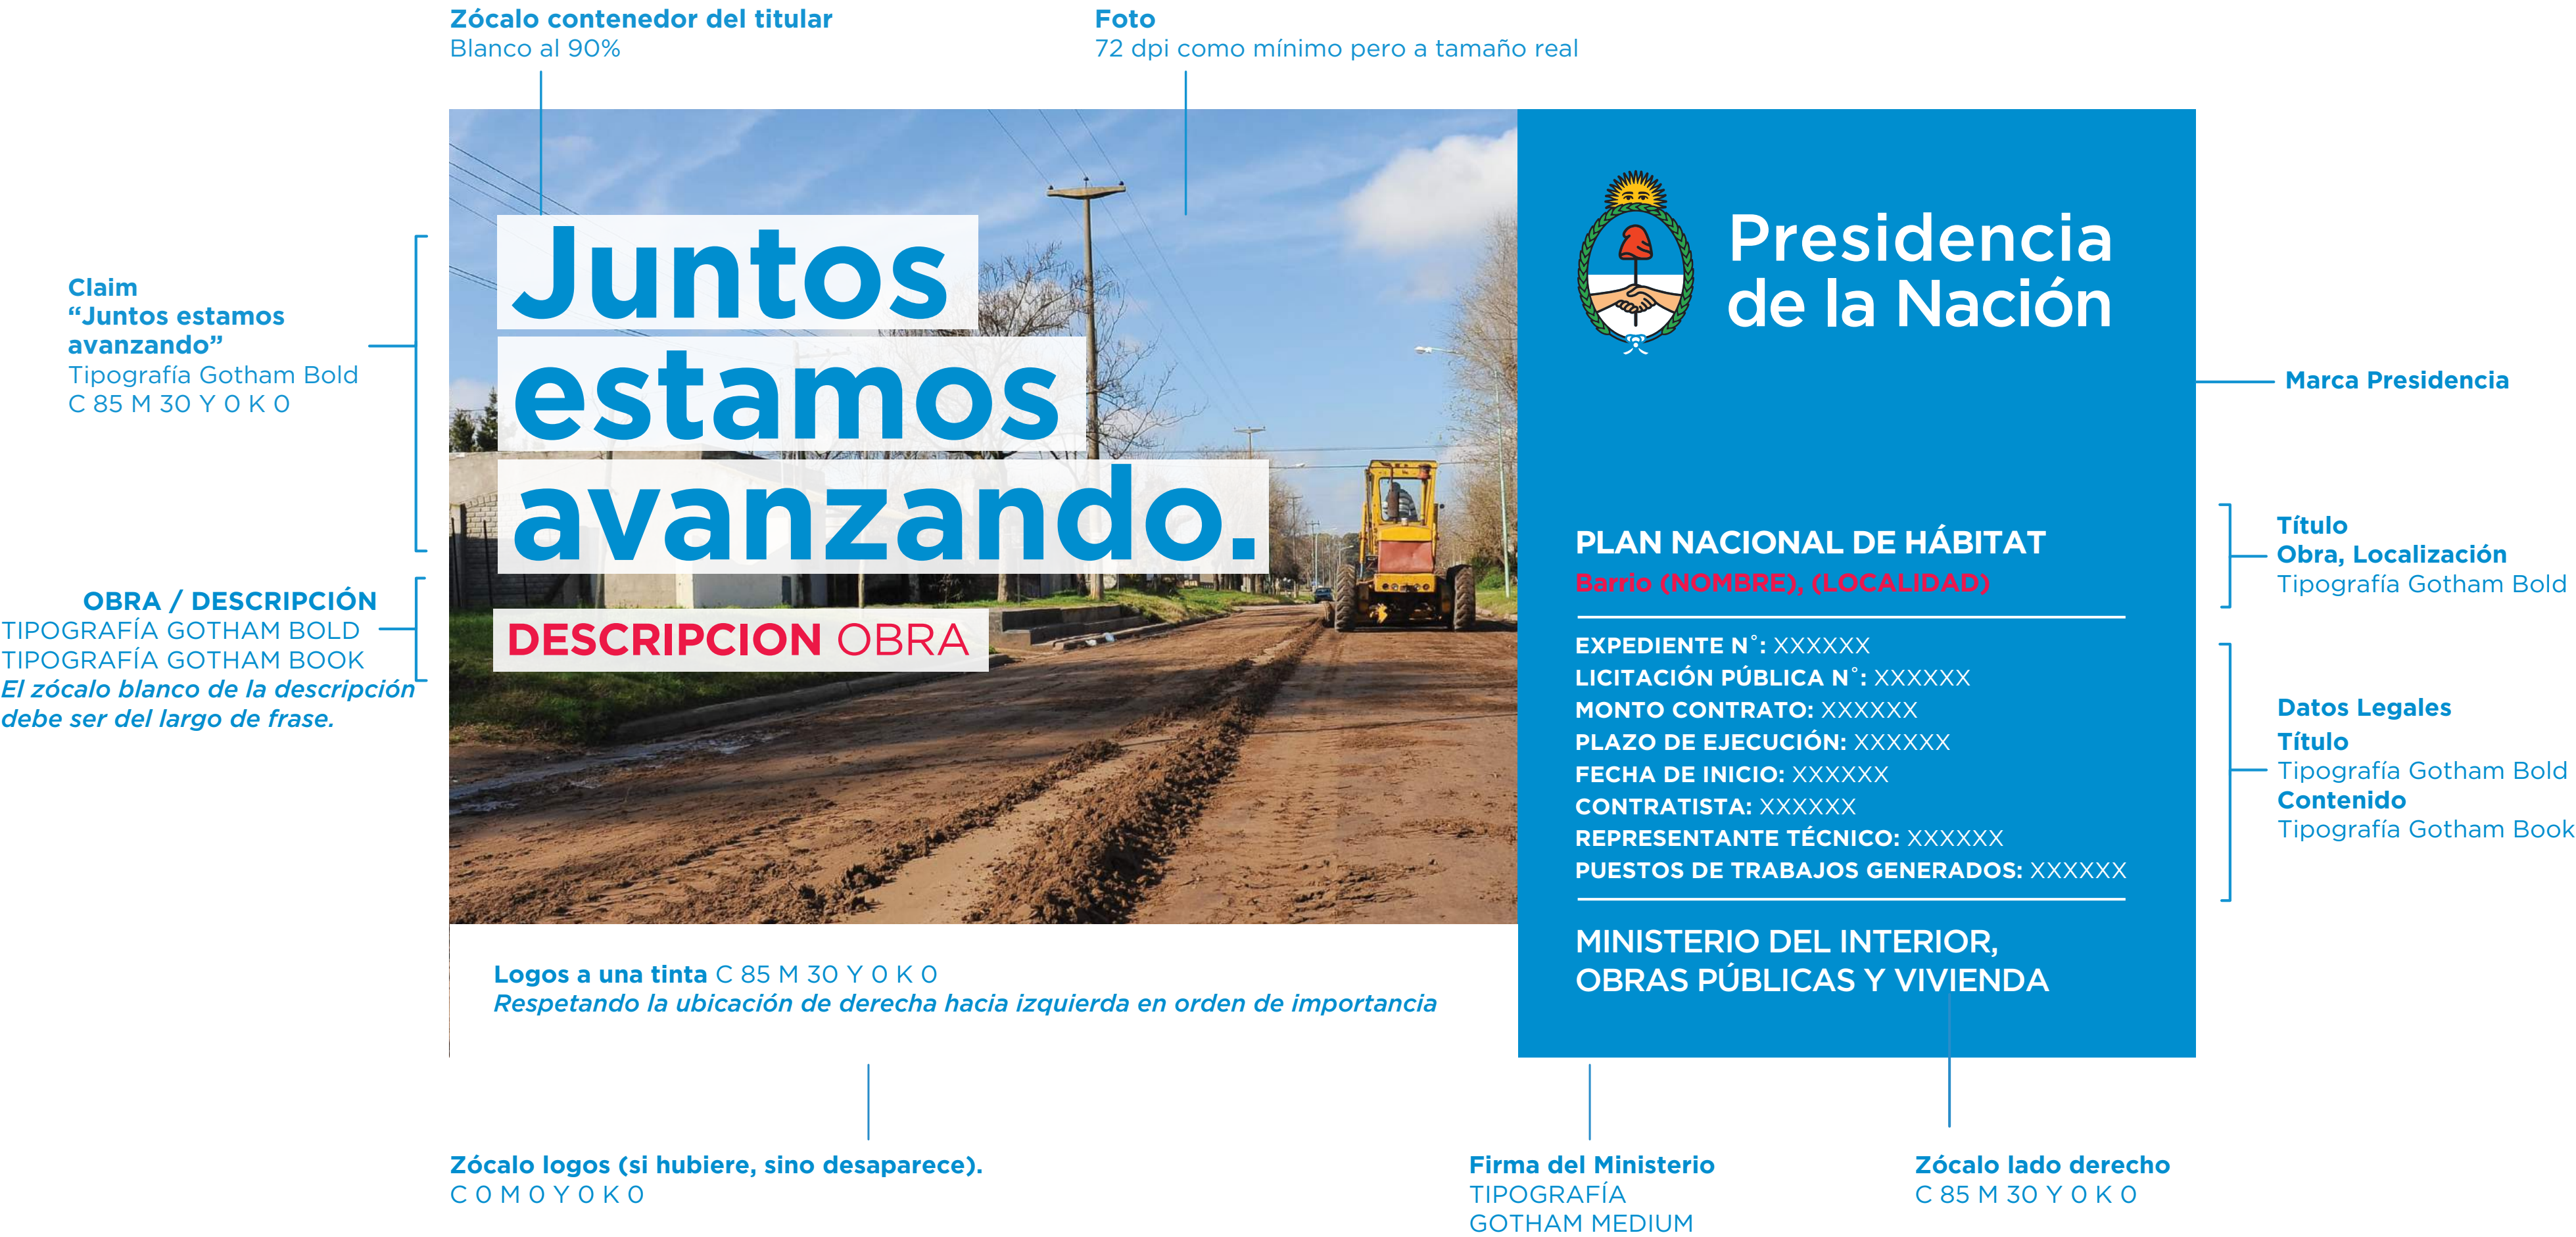 Zócalo contenedor del titular
Blanco al 90%
Foto
72 dpi como mínimo pero a tamaño real
Claim
“Juntos estamos
avanzando”
Tipografía Gotham Bold
C 85 M 30 Y 0 K 0
OBRA / DESCRIPCIÓN
TIPOGRAFÍA GOTHAM BOLD
TIPOGRAFÍA GOTHAM BOOK
El zócalo blanco de la descripción
debe ser del largo de frase.
Juntos
estamos
avanzando.
DESCRIPCION OBRA
Logos a una tinta C 85 M 30 Y 0 K 0
Respetando la ubicación de derecha hacia izquierda en orden de importancia
Presidencia
de la Nación
PLAN NACIONAL DE HÁBITAT
Barrio (NOMBRE), (LOCALIDAD)
EXPEDIENTE N°: XXXXXX
LICITACIÓN PÚBLICA N°: XXXXXX
MONTO CONTRATO: XXXXXX
PLAZO DE EJECUCIÓN: XXXXXX
FECHA DE INICIO: XXXXXX
CONTRATISTA: XXXXXX
REPRESENTANTE TÉCNICO: XXXXXX
PUESTOS DE TRABAJOS GENERADOS: XXXXXX
MINISTERIO DEL INTERIOR,
OBRAS PÚBLICAS Y VIVIENDA
Marca Presidencia
Título
Obra, Localización
Tipografía Gotham Bold
Datos Legales
Título
Tipografía Gotham Bold
Contenido
Tipografía Gotham Book
Zócalo logos (si hubiere, sino desaparece).
C 0 M 0 Y 0 K 0
Firma del Ministerio
TIPOGRAFÍA
GOTHAM MEDIUM
Zócalo lado derecho
C 85 M 30 Y 0 K 0